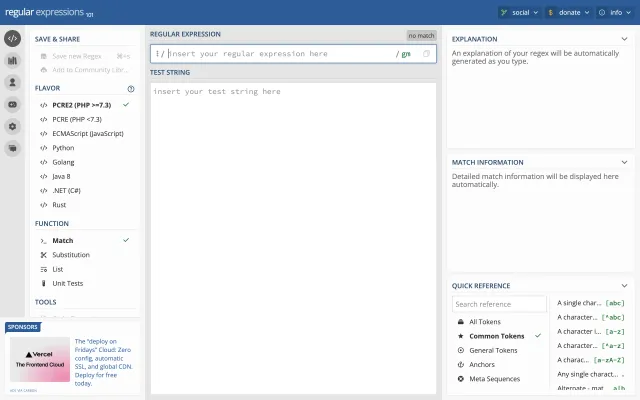 regular expressions 101
social
donate
info
SAVE & SHARE
Save new Regex ⌘+s
Add to Community Libr...
FLAVOR
PCRE2 (PHP >=7.3)
PCRE (PHP <7.3)
ECMAScript (JavaScript)
Python
Golang
Java 8
.NET (C#)
Rust
FUNCTION
Match
Substitution
List
Unit Tests
TOOLS
SPONSORS
Vercel
The Frontend Cloud
The "deploy on
Fridays" Cloud: Zero
config, automatic
SSL, and global CDN.
Deploy for free
today.
REGULAR EXPRESSION
no match
/ insert your regular expression here / gm
TEST STRING
insert your test string here
EXPLANATION
An explanation of your regex will be automatically
generated as you type.
MATCH INFORMATION
Detailed match information will be displayed here
automatically.
QUICK REFERENCE
Search reference
All Tokens
Common Tokens
General Tokens
Anchors
Meta Sequences
A single char... [abc]
A character... [^abc]
A character i... [a-z]
A character... [^a-z]
A charac... [a-zA-Z]
Any single charact... .
Alternate - mat... a|b